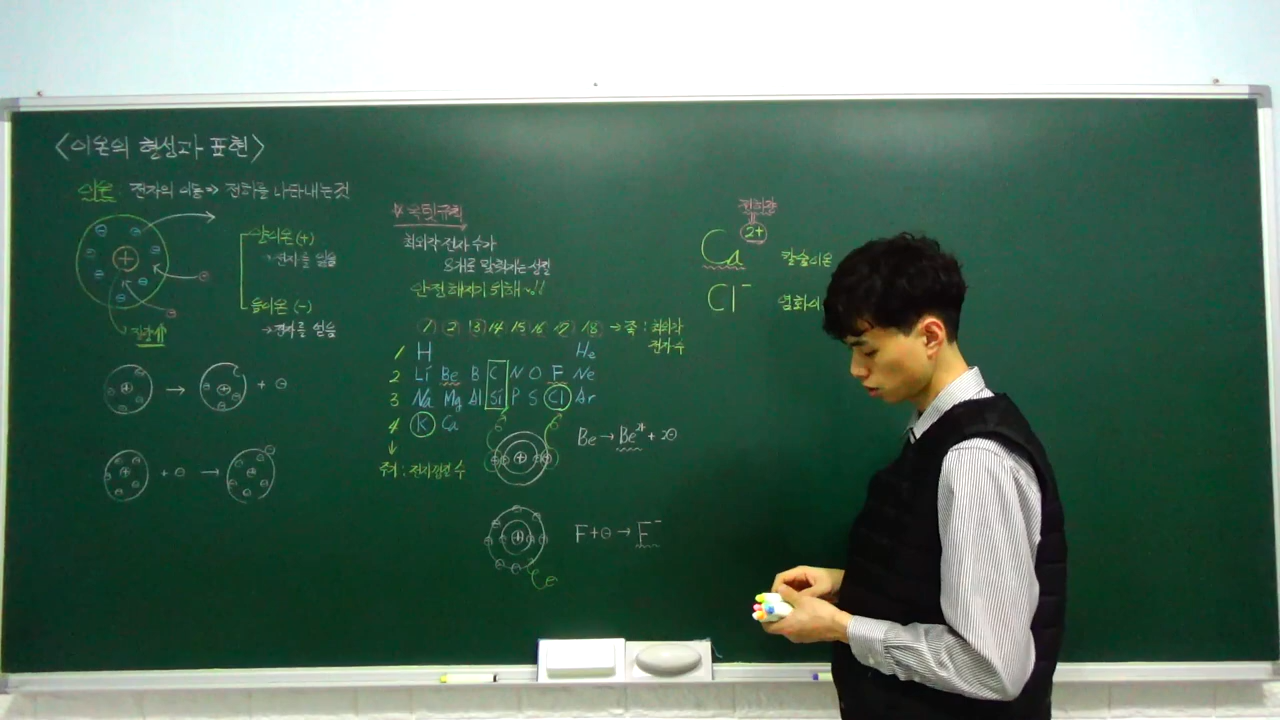 <이온의 형성과 표현>
이온: 전자의 이동 ⇒ 전하를 나타내는 것
양이온 (+)
→ 전자를 잃음
음이온 (-)
→ 전자를 얻음
옥텟규칙
최외각 전자 수가
8개로 맞춰지는 성질
안정해지기 위해
1 2 13 14 15 16 17 18 → 족 : 최외각
전자수
1 H He
2 Li Be B C N O F Ne
3 Na Mg Al Si P S Cl Ar
4 K Ca
주기 : 전자껍질 수
Be → Be²⁺ + 2⊖
F + ⊖ → F⁻
2+
Ca 칼슘이온
Cl⁻ 염화이